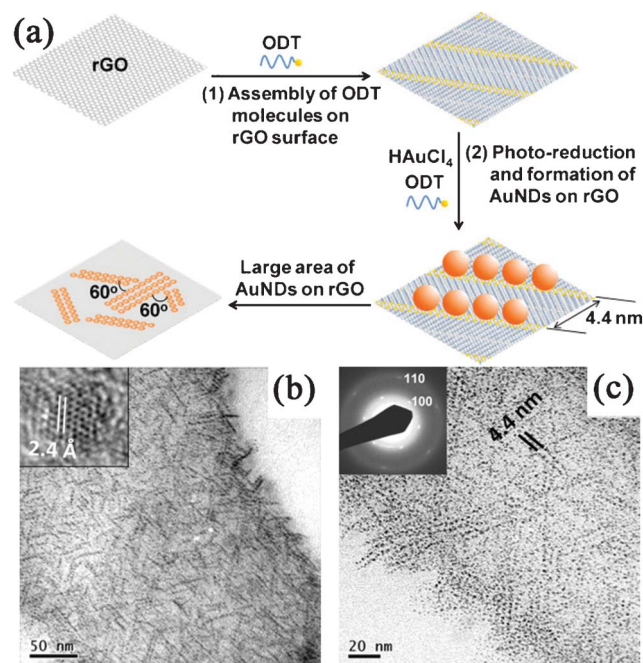 (a)
rGO
ODT
(1) Assembly of ODT
molecules on
rGO surface
HAuCl₄
ODT
(2) Photo-reduction
and formation of
AuNDs on rGO
Large area of
AuNDs on rGO
60°
60°
4.4 nm
(b)
2.4 Å
50 nm
(c)
110
100
4.4 nm
20 nm